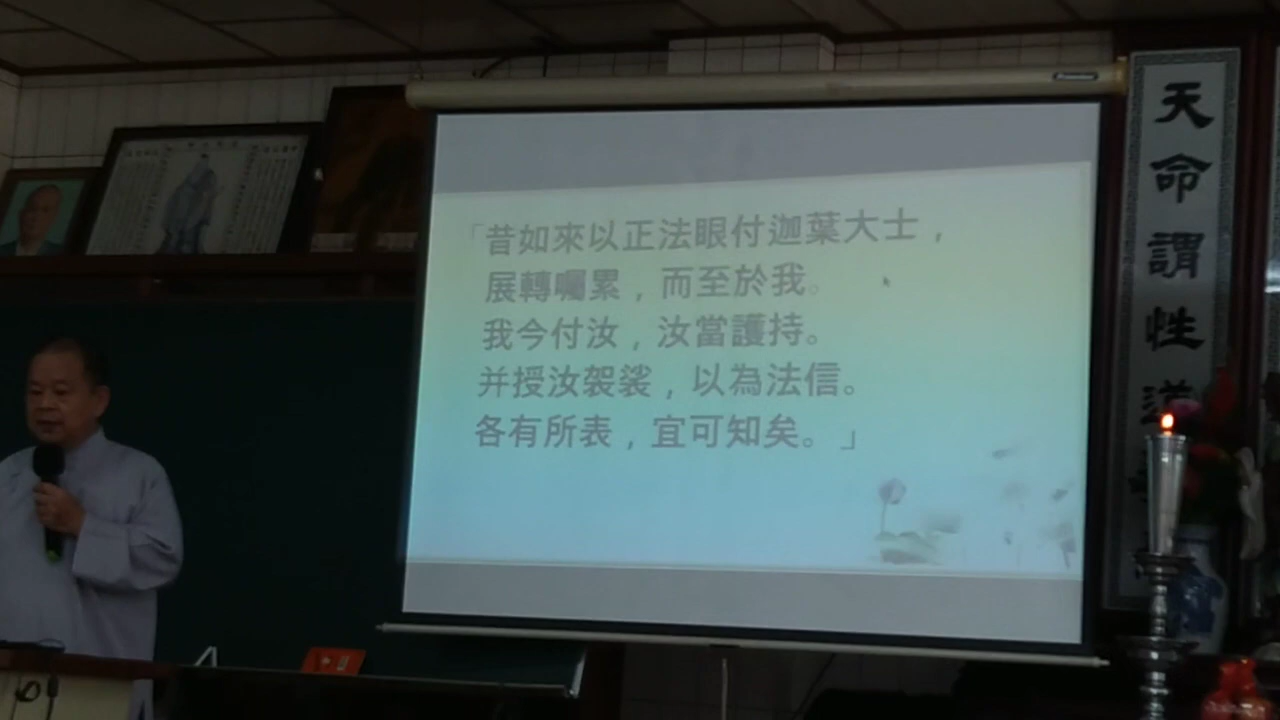 「昔如來以正法眼付迦葉大士，
展轉囑累，而至於我。
我今付汝，汝當護持。
并授汝袈裟，以為法信。
各有所表，宜可知矣。」
天命謂性道